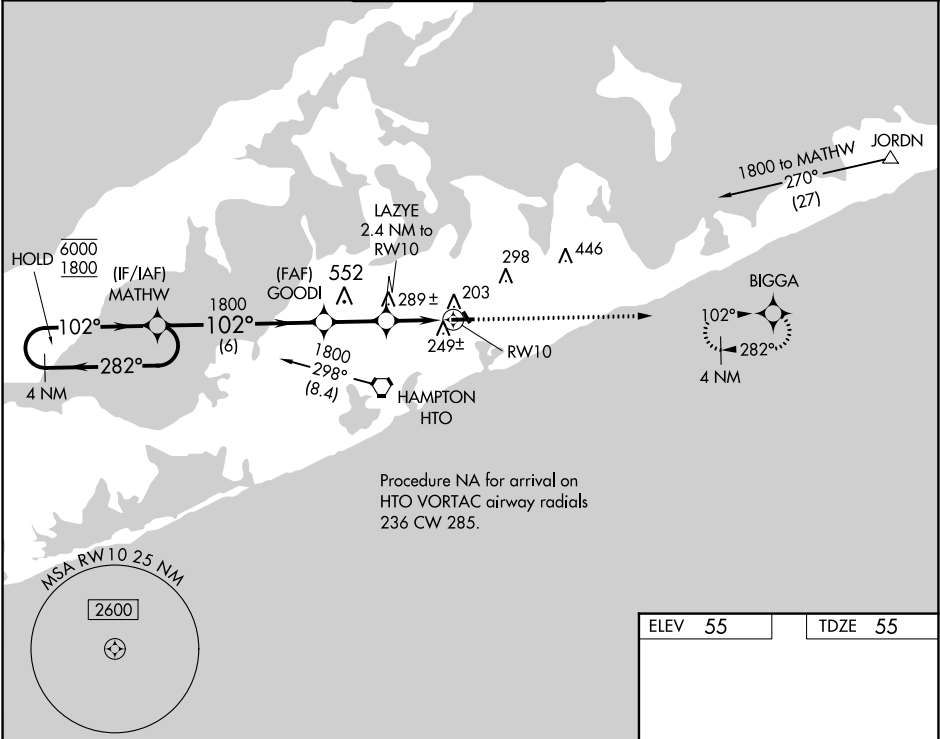 JORDN
1800 to MATHW
270°
(27)
LAZYE
2.4 NM to
RW10
HOLD
6000
1800
(IF/IAF)
MATHW
(FAF)
GOODI
552
298
446
BIGGA
1800
102°
(6)
289±
203
102°
102°
249±
RW10
282°
282°
4 NM
4 NM
1800
298°
(8.4)
HAMPTON
HTO
Procedure NA for arrival on
HTO VORTAC airway radials
236 CW 285.
MSA RW10 25 NM
2600
ELEV 55
TDZE 55